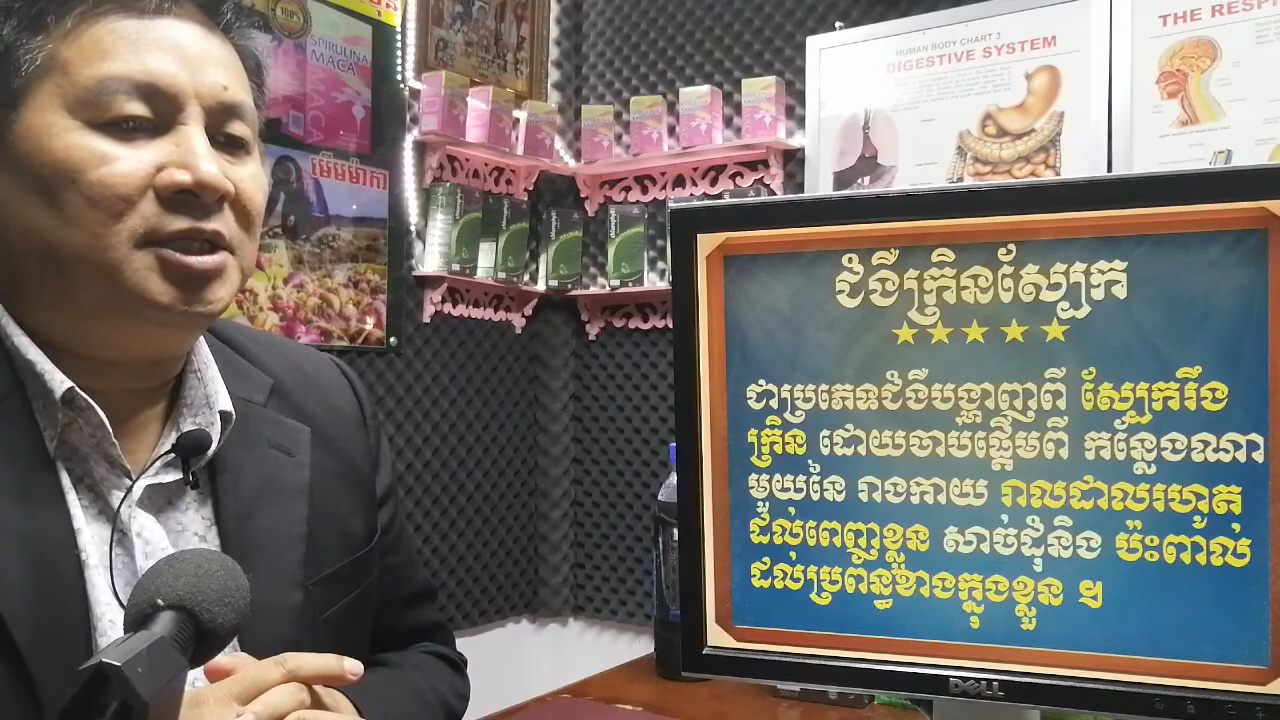 100%
SPIRULINA
MACA
MACA
មើមម៉ាកា
HUMAN BODY CHART 3
DIGESTIVE SYSTEM
THE RESPI
ជំងឺក្រិនស្បែក
ជាប្រភេទជំងឺបង្ហាញពី ស្បែករឹង
ក្រិន ដោយចាប់ផ្ដើមពី កន្លែងណា
មួយនៃ រាងកាយ រាលដាលរហូត
ដល់ពេញខ្លួន សាច់ដុំនិង ប៉ះពាល់
ដល់ប្រព័ន្ធខាងក្នុងខ្លួន ។
DELL